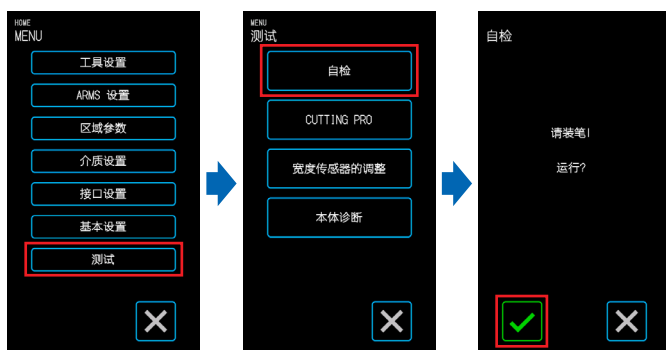 HOME
MENU
工具设置
ARMS 设置
区域参数
介质设置
接口设置
基本设置
测试
MENU
测试
自检
CUTTING PRO
宽度传感器的调整
本体诊断
自检
请装笔!
运行?